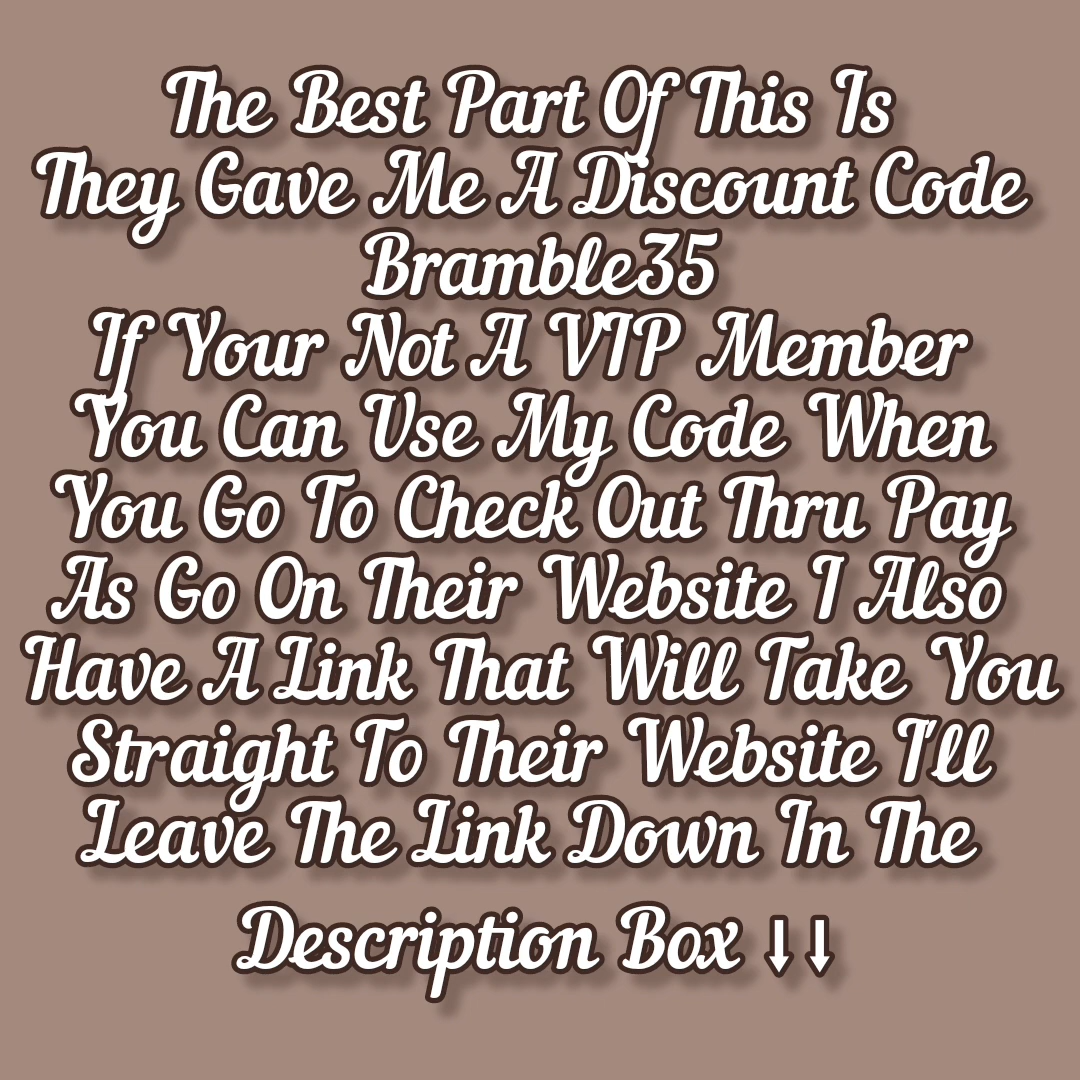 The Best Part Of This Is
They Gave Me A Discount Code
Bramble35
If Your Not A VIP Member
You Can Use My Code When
You Go To Check Out Thru Pay
As Go On Their Website I Also
Have A Link That Will Take You
Straight To Their Website I'll
Leave The Link Down In The
Description Box ⬇⬇